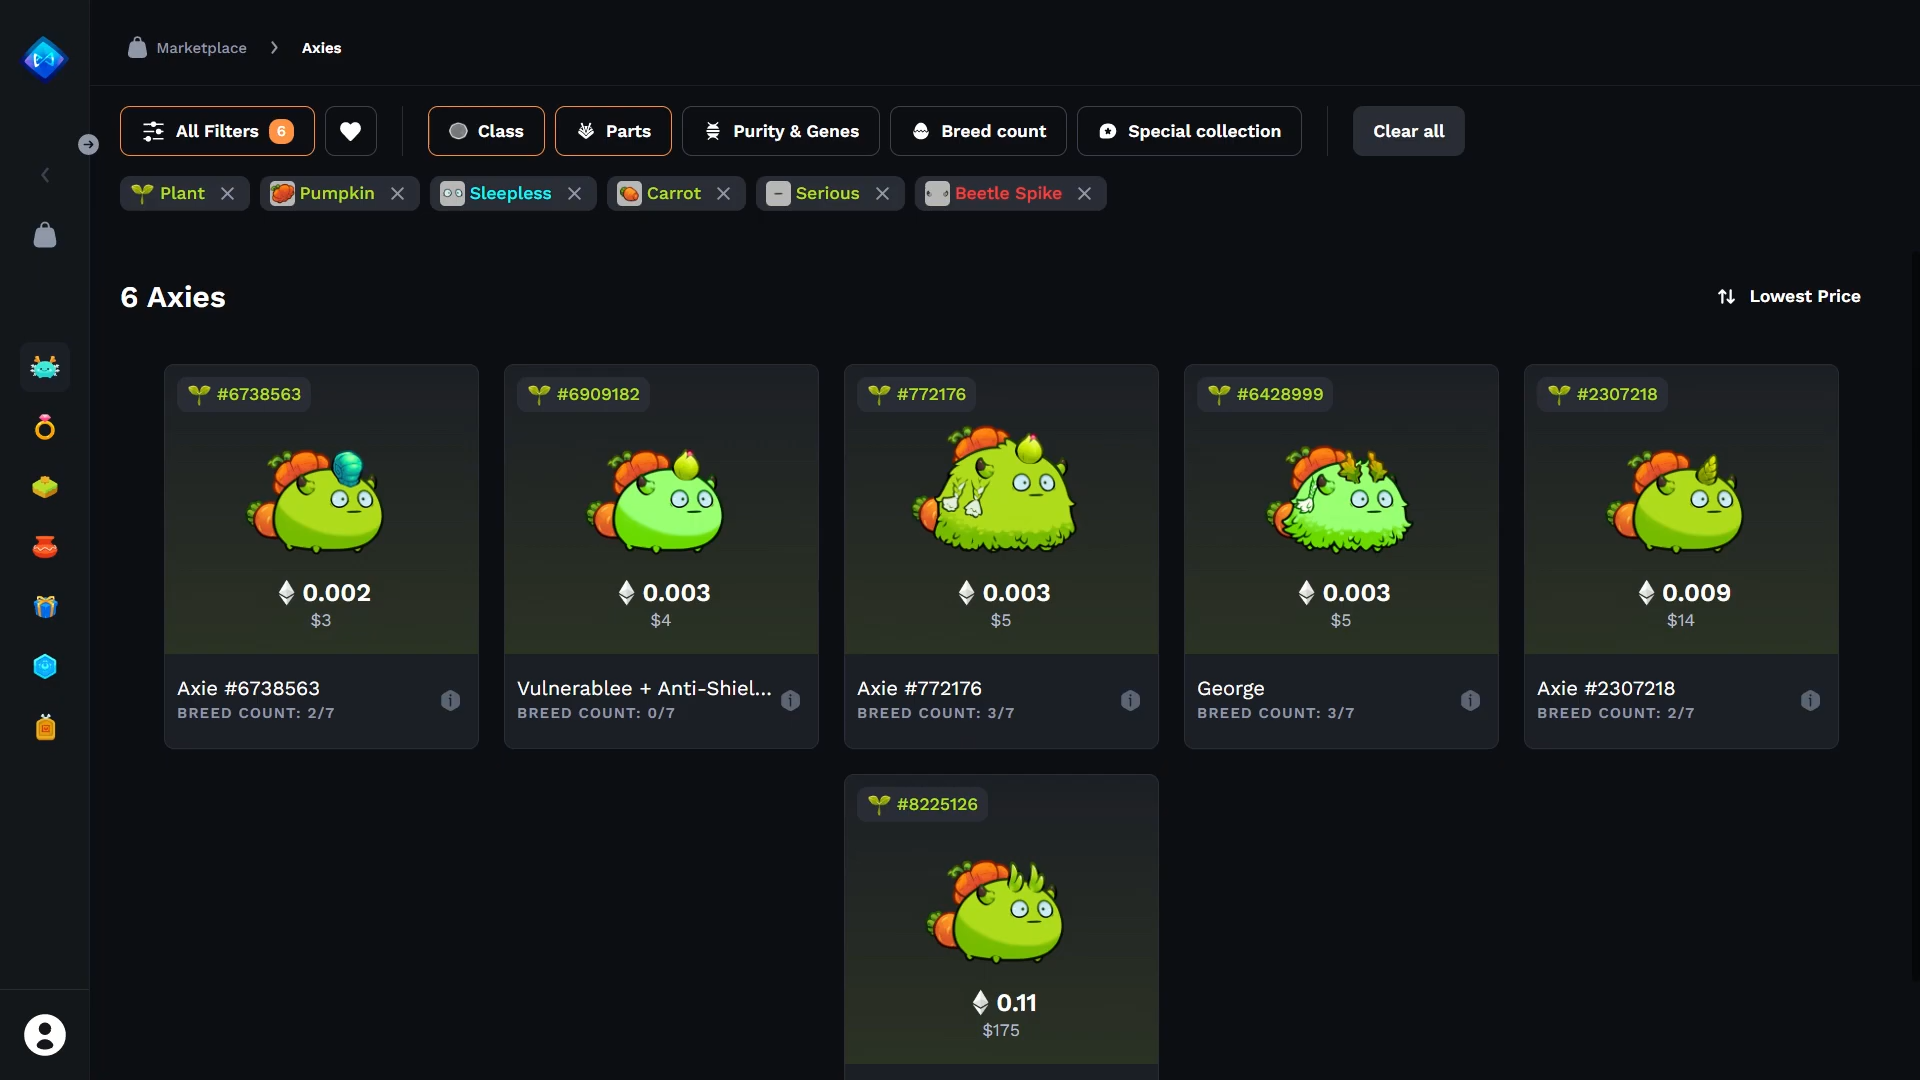 Marketplace > Axies
All Filters 6 Class Parts Purity & Genes Breed count Special collection Clear all
Plant Pumpkin Sleepless Carrot Serious Beetle Spike
6 Axies
Lowest Price
#6738563
0.002
$3
Axie #6738563
BREED COUNT: 2/7
#6909182
0.003
$4
Vulnerablee + Anti-Shiel...
BREED COUNT: 0/7
#772176
0.003
$5
Axie #772176
BREED COUNT: 3/7
#6428999
0.003
$5
George
BREED COUNT: 3/7
#2307218
0.009
$14
Axie #2307218
BREED COUNT: 2/7
#8225126
0.11
$175